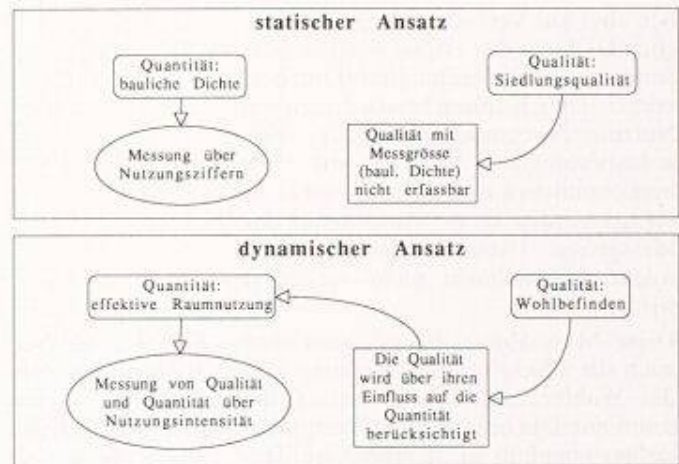 statischer Ansatz
Quantität:
bauliche Dichte
Messung über
Nutzungsziffern
Qualität:
Siedlungsqualität
Qualität mit
Messgrösse
(baul. Dichte)
nicht erfassbar
dynamischer Ansatz
Quantität:
effektive Raumnutzung
Messung von Qualität
und Quantität über
Nutzungsintensität
Qualität:
Wohlbefinden
Die Qualität
wird über ihren
Einfluss auf die
Quantität
berücksichtigt